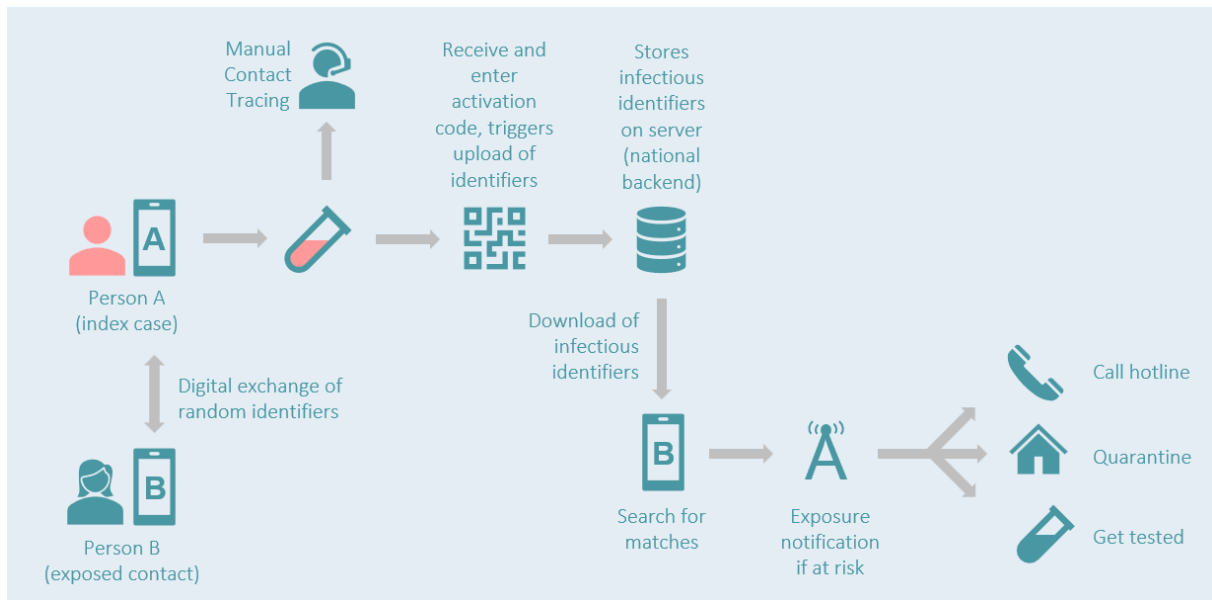 Manual
Contact
Tracing
Receive and
enter
activation
code, triggers
upload of
identifiers
Stores
infectious
identifiers
on server
(national
backend)
A
Person A
(index case)
Digital exchange of
random identifiers
B
Person B
(exposed contact)
Download of
infectious
identifiers
B
Search for
matches
Exposure
notification
if at risk
Call hotline
Quarantine
Get tested